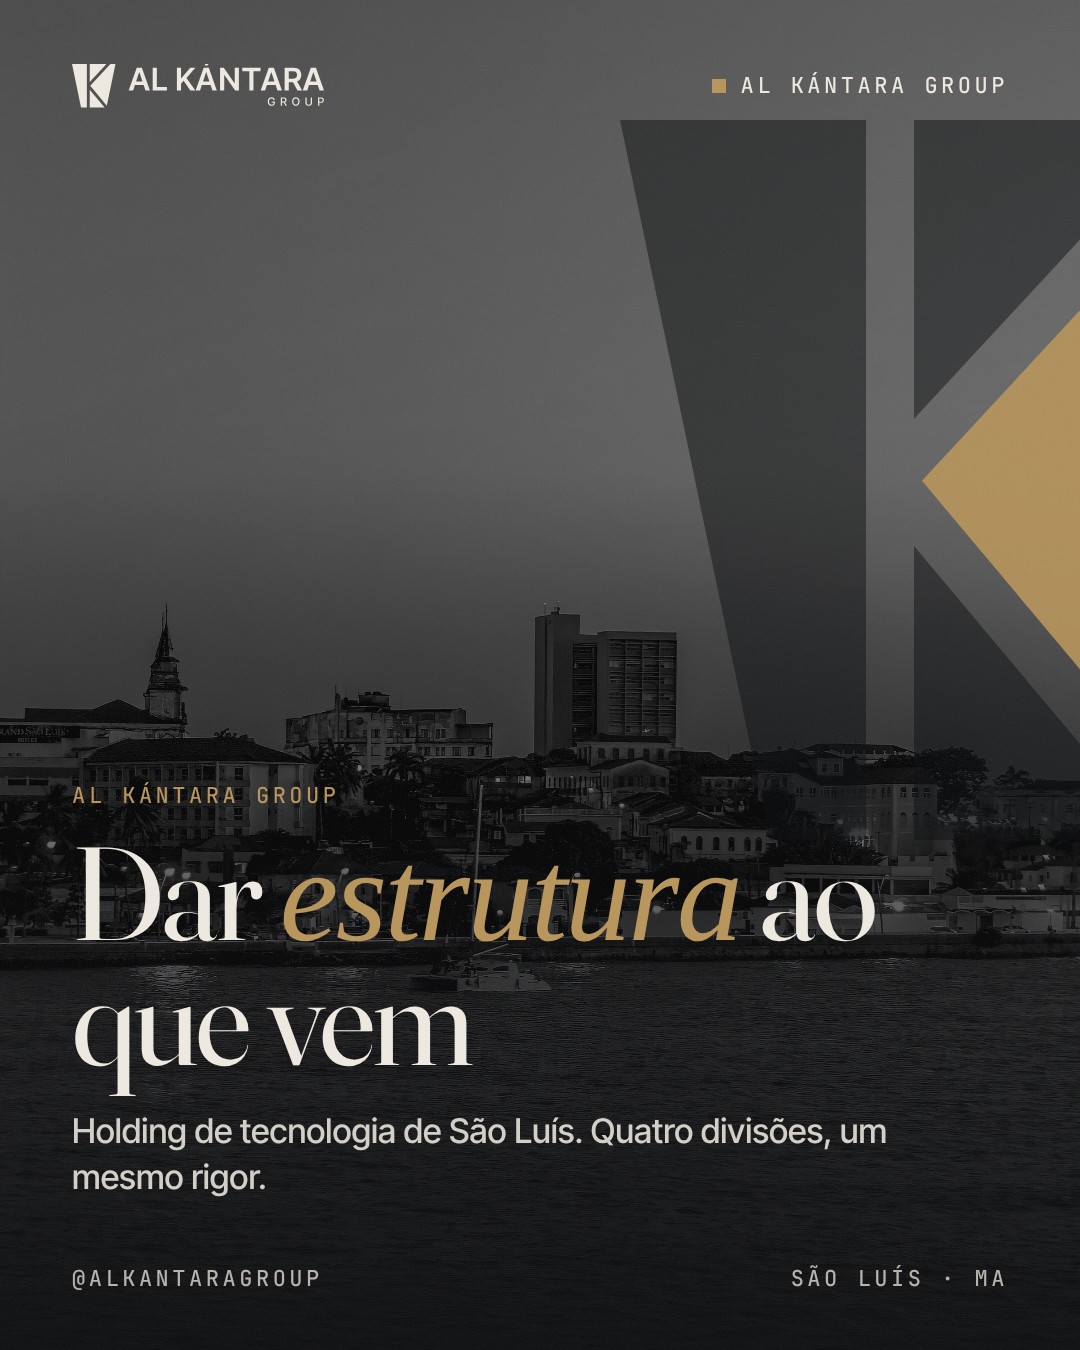 AL KÁNTARA
GROUP
AL KÁNTARA GROUP
AL KÁNTARA GROUP
Dar estrutura ao
que vem
Holding de tecnologia de São Luís. Quatro divisões, um
mesmo rigor.
@ALKANTARAGROUP
SÃO LUÍS · MA